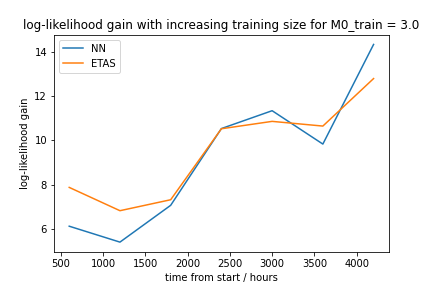 log-likelihood gain with increasing training size for M0_train = 3.0
NN
ETAS
log-likelihood gain
14
12
10
8
6
500 1000 1500 2000 2500 3000 3500 4000
time from start / hours